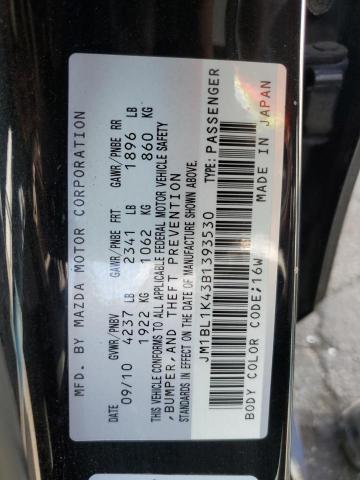 MFD. BY MAZDA MOTOR CORPORATION
DATE GVWR/PNBV GAWR/PNBE FRT GAWR/PNBE RR
09/10 4237 LB 2341 LB 1896 LB
1922 KG 1062 KG 860 KG
THIS VEHICLE CONFORMS TO ALL APPLICABLE FEDERAL MOTOR VEHICLE SAFETY
, BUMPER, AND THEFT PREVENTION
STANDARDS IN EFFECT ON THE DATE OF MANUFACTURE SHOWN ABOVE.
JM1BL1K43B1393530 TYPE: PASSENGER
BODY COLOR CODE;16W MADE IN JAPAN